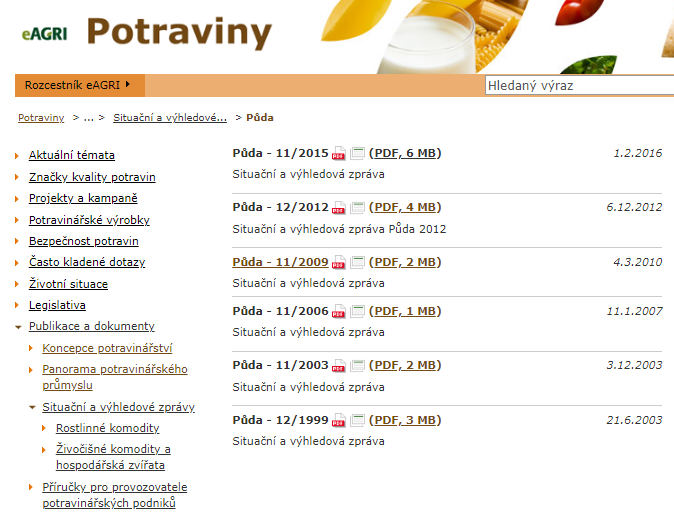 eAGRI Potraviny
Rozcestník eAGRI
Hledaný výraz
Potraviny > ... > Situační a výhledové... > Půda
Aktuální témata
Značky kvality potravin
Projekty a kampaně
Potravinářské výrobky
Bezpečnost potravin
Často kladené dotazy
Životní situace
Legislativa
Publikace a dokumenty
Koncepce potravinářství
Panorama potravinářského
průmyslu
Situační a výhledové zprávy
Rostlinné komodity
Živočišné komodity a
hospodářská zvířata
Příručky pro provozovatele
potravinářských podniků
Půda - 11/2015 (PDF, 6 MB) 1.2.2016
Situační a výhledová zpráva
Půda - 12/2012 (PDF, 4 MB) 6.12.2012
Situační a výhledová zpráva Půda 2012
Půda - 11/2009 (PDF, 2 MB) 4.3.2010
Situační a výhledová zpráva
Půda - 11/2006 (PDF, 1 MB) 11.1.2007
Situační a výhledová zpráva
Půda - 11/2003 (PDF, 2 MB) 3.12.2003
Situační a výhledová zpráva
Půda - 12/1999 (PDF, 3 MB) 21.6.2003
Situační a výhledová zpráva